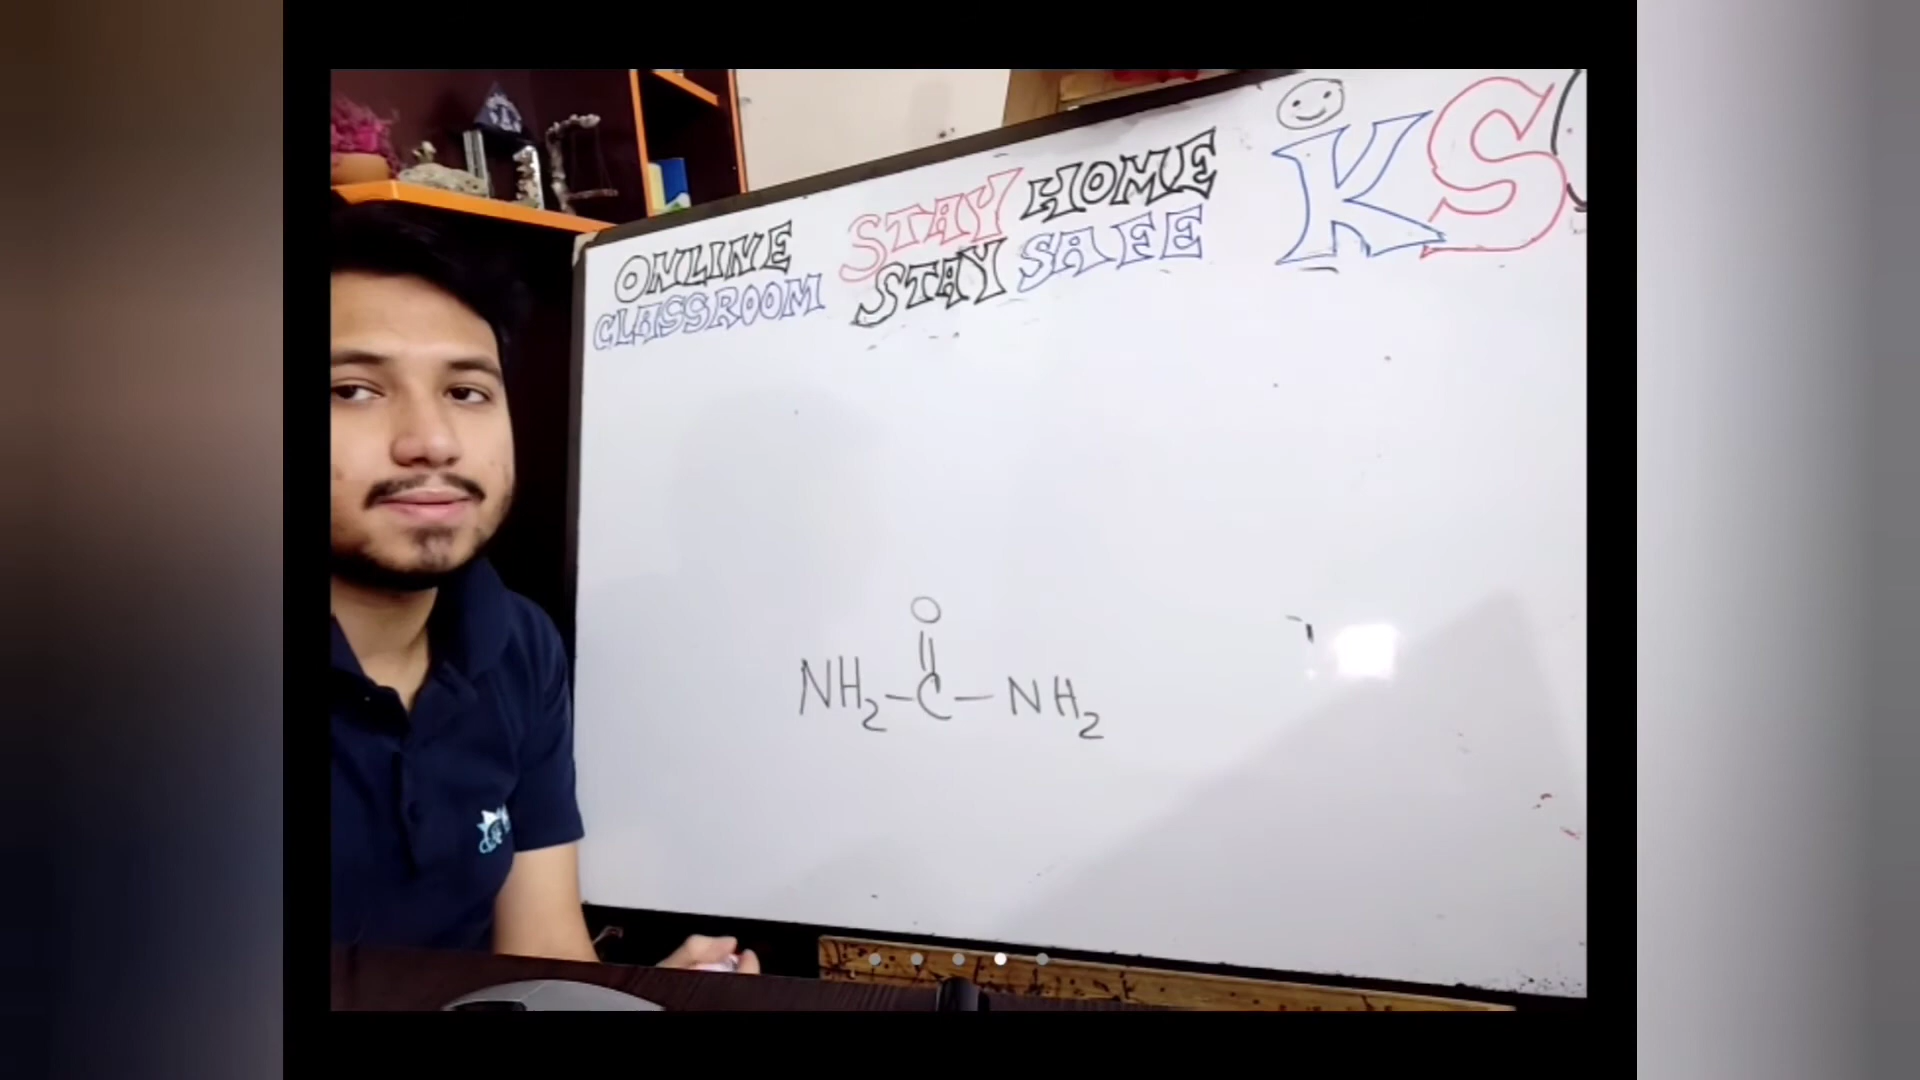 ONLINE
CLASSROOM
STAY HOME
STAY SAFE
KS
O
||
NH₂-C-NH₂